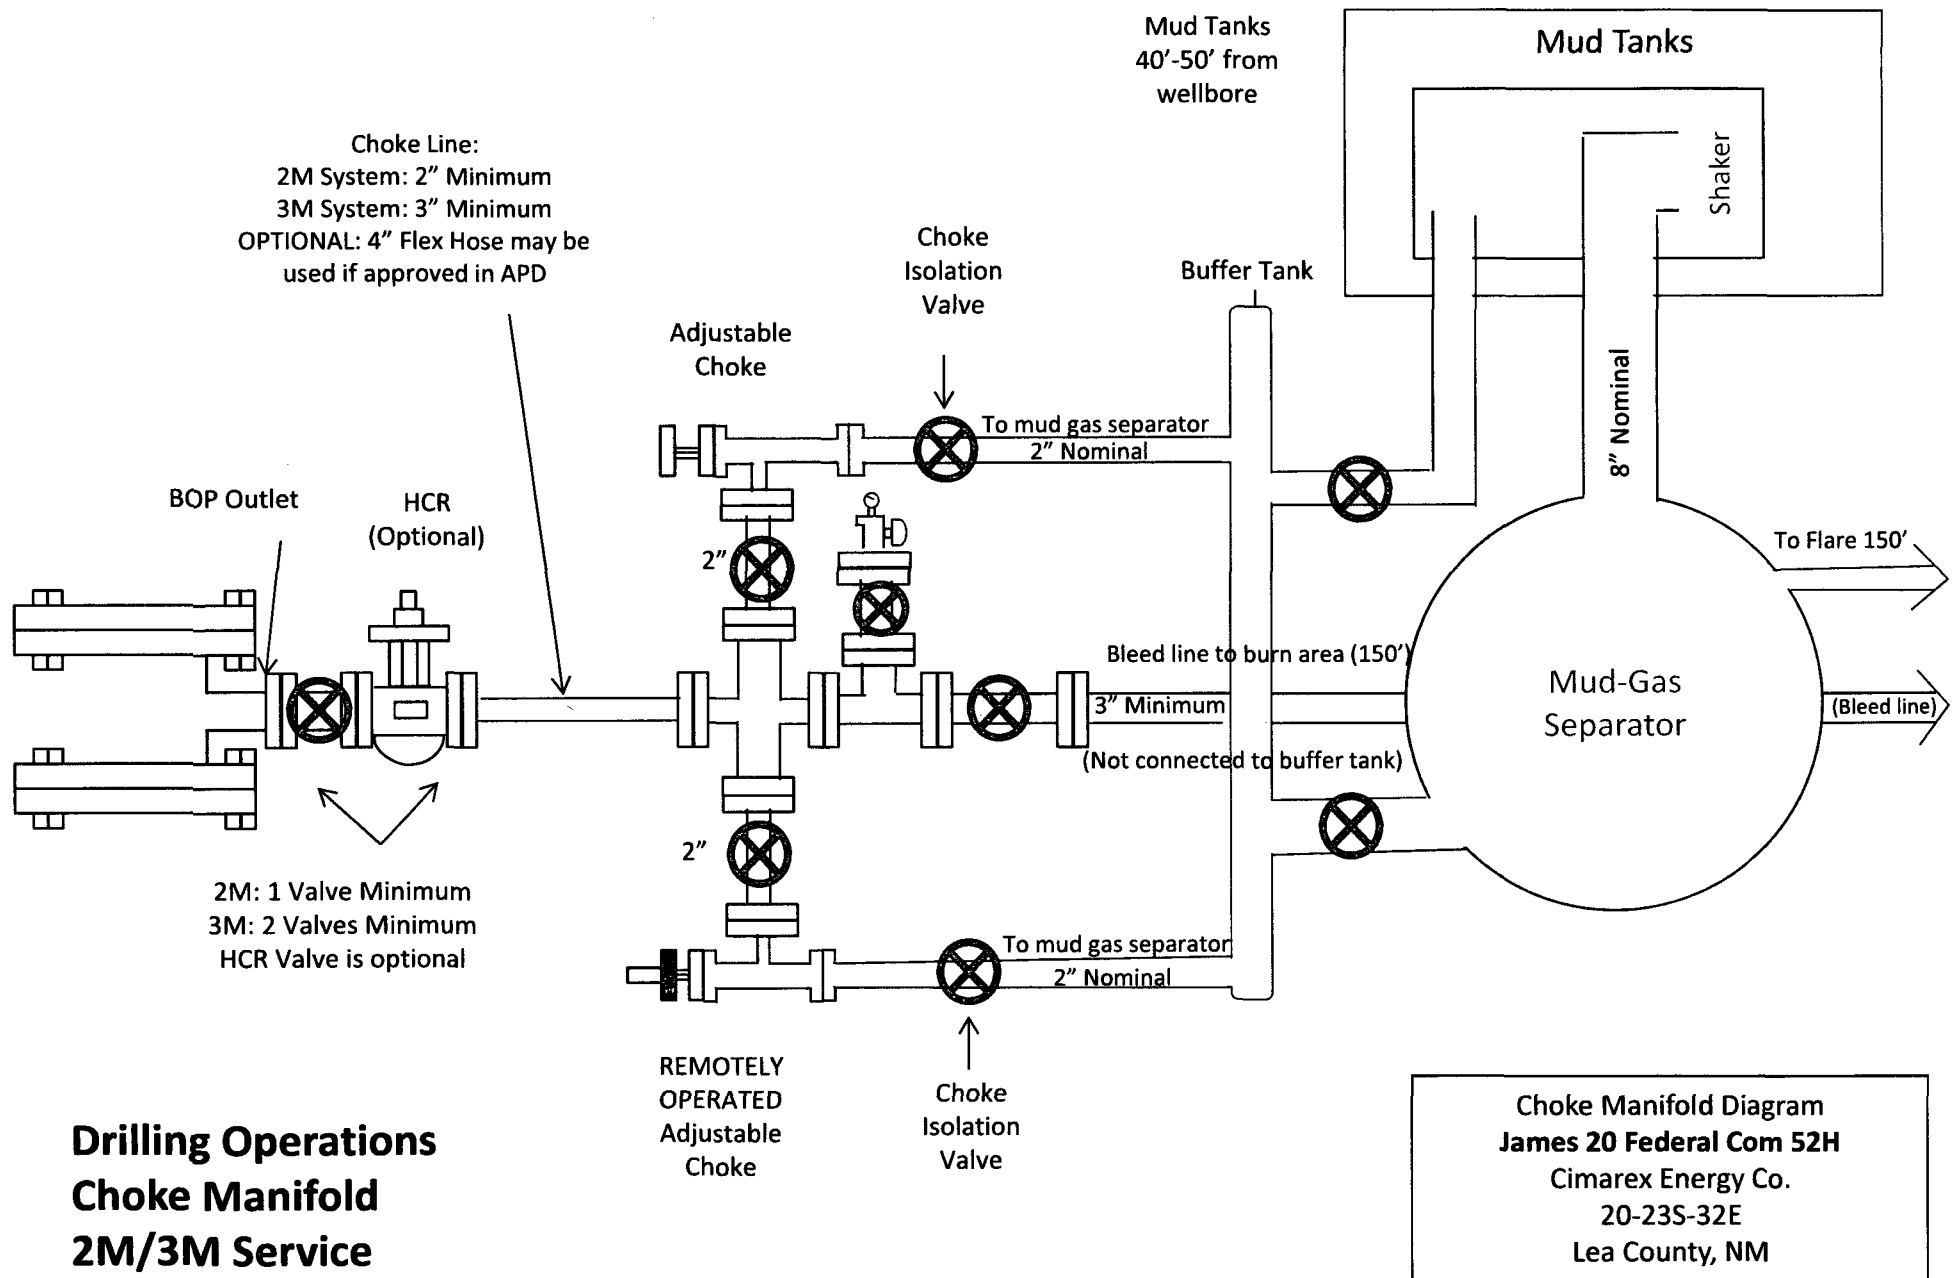 Mud Tanks
40’-50’ from
wellbore
Mud Tanks
Shaker
Choke Line:
2M System: 2” Minimum
3M System: 3” Minimum
OPTIONAL: 4” Flex Hose may be
used if approved in APD
Choke
Isolation
Valve
Buffer Tank
Adjustable
Choke
8” Nominal
To mud gas separator
2” Nominal
BOP Outlet
HCR
(Optional)
2”
To Flare 150’
Bleed line to burn area (150’)
3” Minimum
(Not connected to buffer tank)
Mud-Gas
Separator
(Bleed line)
2”
2M: 1 Valve Minimum
3M: 2 Valves Minimum
HCR Valve is optional
To mud gas separator
2” Nominal
REMOTELY
OPERATED
Adjustable
Choke
Choke
Isolation
Valve
Drilling Operations
Choke Manifold
2M/3M Service
Choke Manifold Diagram
James 20 Federal Com 52H
Cimarex Energy Co.
20-23S-32E
Lea County, NM